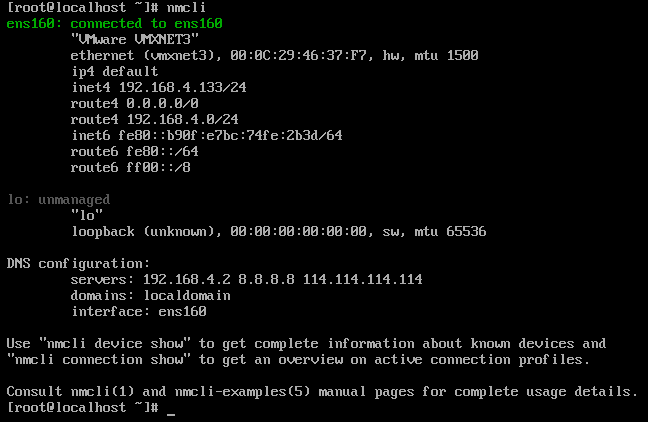 [root@localhost ~]# nmcli
ens160: connected to ens160
"VMware VMXNET3"
ethernet (vmxnet3), 00:0C:29:46:37:F7, hw, mtu 1500
ip4 default
inet4 192.168.4.133/24
route4 0.0.0.0/0
route4 192.168.4.0/24
inet6 fe80::b90f:e7bc:74fe:2b3d/64
route6 fe80::/64
route6 ff00::/8
lo: unmanaged
"lo"
loopback (unknown), 00:00:00:00:00:00, sw, mtu 65536
DNS configuration:
servers: 192.168.4.2 8.8.8.8 114.114.114.114
domains: localdomain
interface: ens160
Use "nmcli device show" to get complete information about known devices and
"nmcli connection show" to get an overview on active connection profiles.
Consult nmcli(1) and nmcli-examples(5) manual pages for complete usage details.
[root@localhost ~]# _